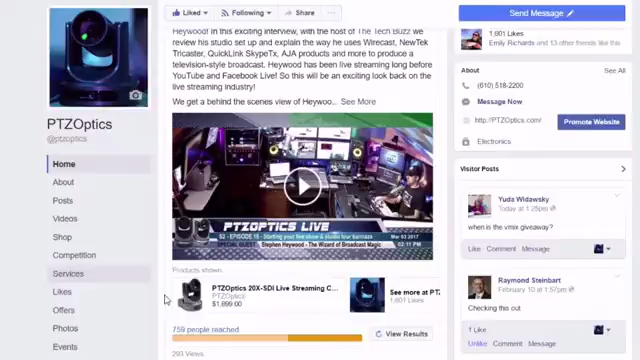 Liked
Following
Share
Send Message
Heywood! In this exciting interview, with the host of The Tech Buzz we
review his studio set up and explain the way he uses Wirecast, NewTek
Tricaster, QuickLink SkypeTx, AJA products and more to produce a
television-style broadcast. Heywood has been live streaming long before
YouTube and Facebook Live! So this will be an exciting look back on the
live streaming industry!
We get a behind the scenes view of Heywoo... See More
PTZOptics
@ptzoptics
Home
About
Posts
Videos
Shop
Competition
Services
Likes
Offers
Photos
Events
PTZOPTICS LIVE
Mar 03 2017
02:11 PM
SPECIAL GUEST: Stephen Heywood - The Wizard of Broadcast Magic
Products shown:
PTZOptics 20X-SDI Live Streaming C...
PTZOptics
$1,699.00
See more at PT
1,601 Likes
759 people reached
View Results
293 Views
1,601 Likes
Emily Richards and 13 other friends like this
About
See All
(610) 518-2200
Message Now
http://PTZOptics.com/
Promote Website
Electronics
Visitor Posts
Yuda Widawsky
Today at 1:25pm
when is the vmix giveaway?
Like Comment Message
Raymond Steinbart
February 10 at 1:57pm
Checking this out
1 Like
Unlike Comment Message